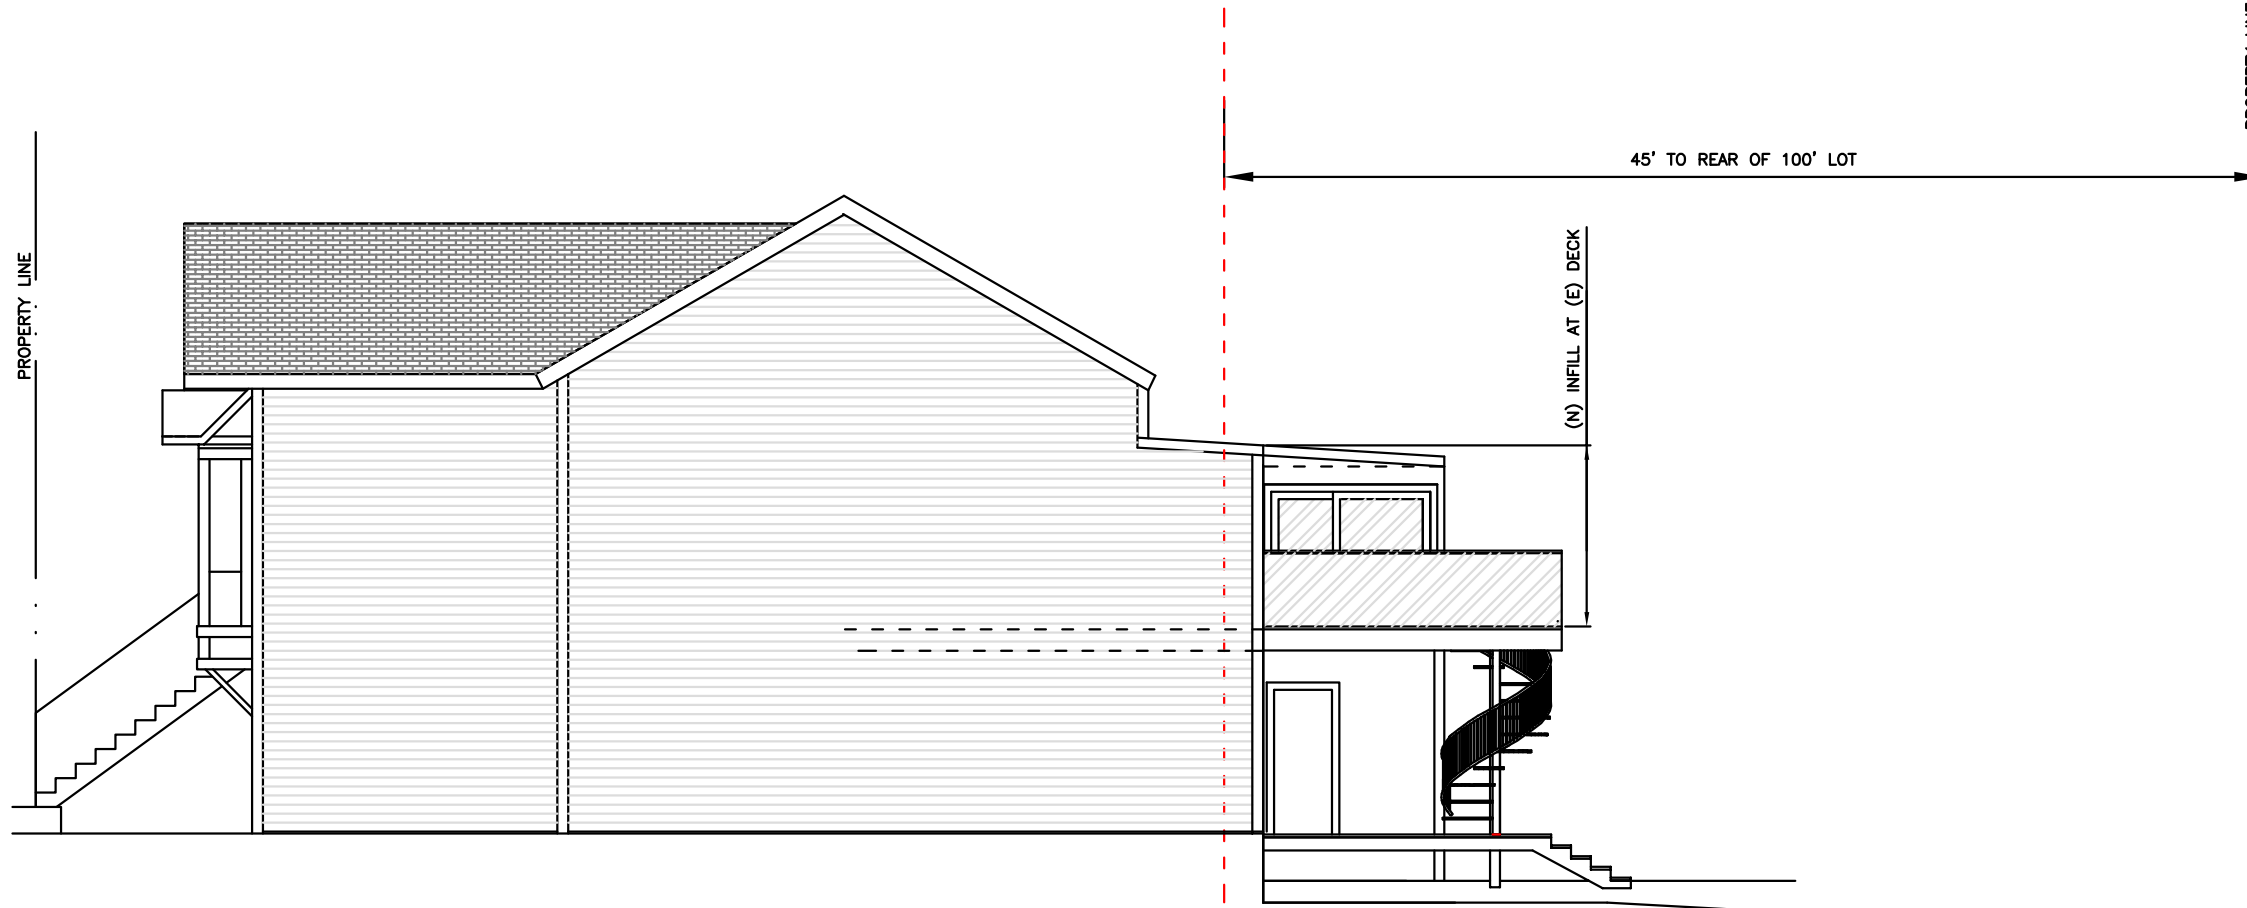 PROPERTY LINE
45' TO REAR OF 100' LOT
(N) INFILL AT (E) DECK